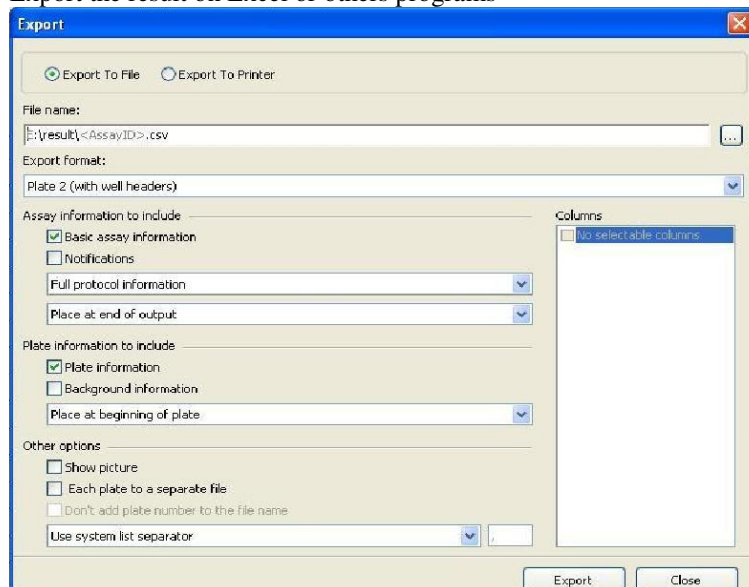 Export the result on Excel or others programs
Export
Export To File Export To Printer
File name:
E:\result\<AssayID>.csv
...
Export format:
Plate 2 (with well headers)
Assay information to include
Basic assay information
Notifications
Full protocol information
Place at end of output
Columns
No selectable columns
Plate information to include
Plate information
Background information
Place at beginning of plate
Other options
Show picture
Each plate to a separate file
Don't add plate number to the file name
Use system list separator ,
Export Close